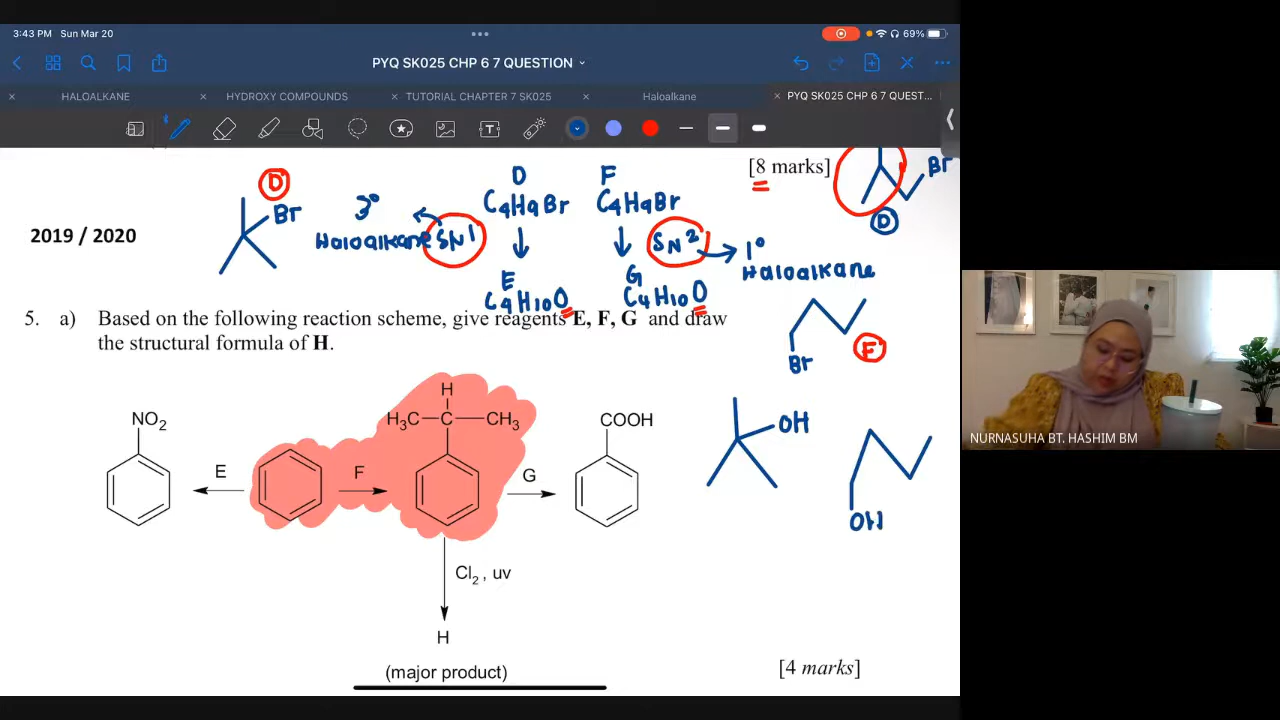 3:43 PM Sun Mar 20
69%
PYQ SK025 CHP 6 7 QUESTION
HALOALKANE
HYDROXY COMPOUNDS
TUTORIAL CHAPTER 7 SK025
Haloalkane
PYQ SK025 CHP 6 7 QUEST...
[8 marks]
Br
D
D
Br
3°
Haloalkane
SN1
D
C4H9Br
E
C4H10O
F
C4H9Br
SN2
G
C4H10O
1°
Haloalkane
2019 / 2020
5. a) Based on the following reaction scheme, give reagents E, F, G and draw
the structural formula of H.
Br
F
OH
OH
NO2
E
F
H
H3C—C—CH3
G
COOH
Cl2 , uv
H
(major product)
[4 marks]
NURNASUHA BT. HASHIM BM